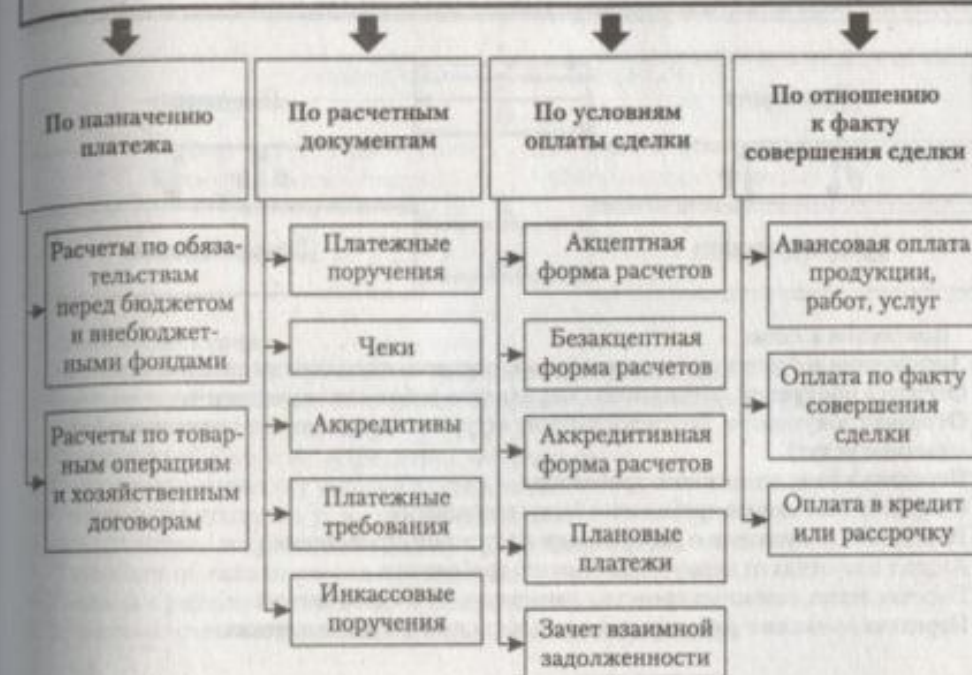 По назначению
платежа
Расчеты по обяза-
тельствам
перед бюджетом
и внебюджет-
ными фондами
Расчеты по товар-
ным операциям
и хозяйственным
договорам
По расчетным
документам
Платежные
поручения
Чеки
Аккредитивы
Платежные
требования
Инкассовые
поручения
По условиям
оплаты сделки
Акцептная
форма расчетов
Безакцептная
форма расчетов
Аккредитивная
форма расчетов
Плановые
платежи
Зачет взаимной
задолженности
По отношению
к факту
совершения сделки
Авансовая оплата
продукции,
работ, услуг
Оплата по факту
совершения
сделки
Оплата в кредит
или рассрочку